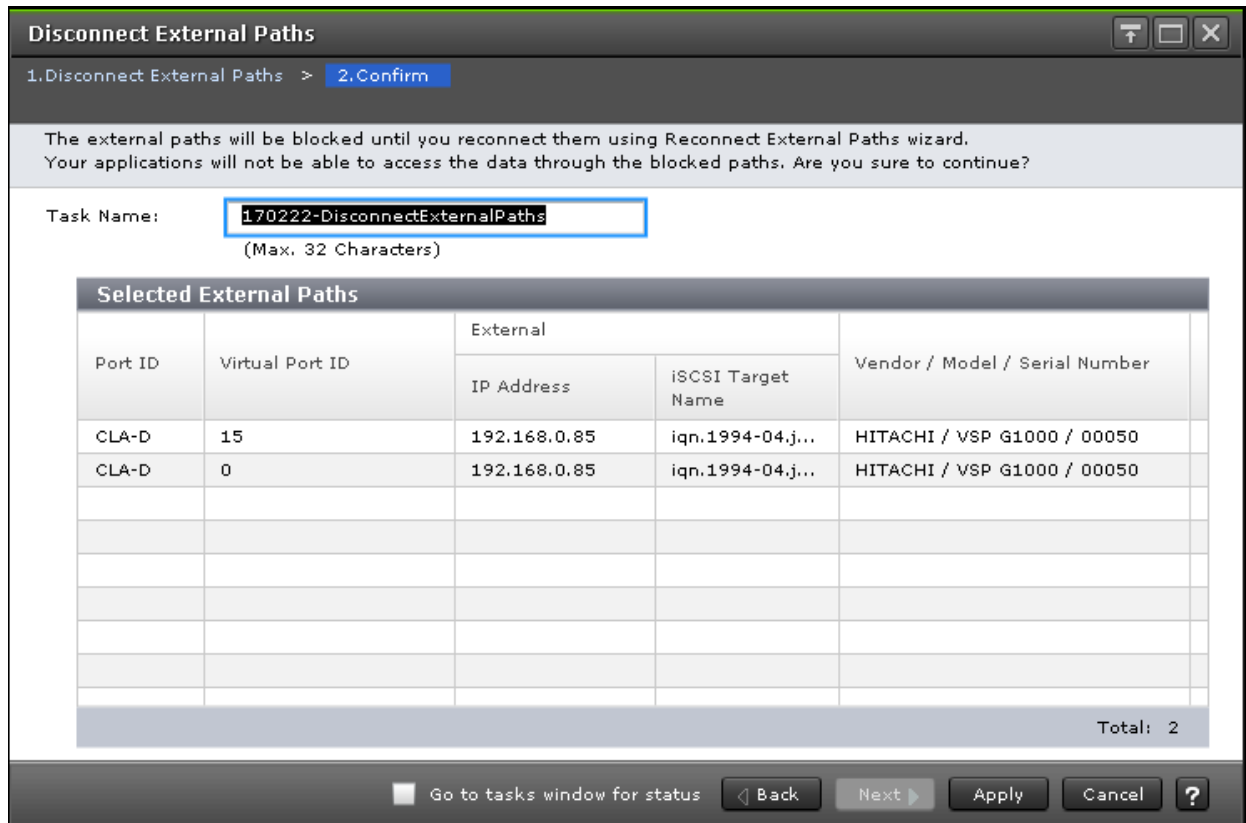 Disconnect External Paths
1.Disconnect External Paths > 2.Confirm
The external paths will be blocked until you reconnect them using Reconnect External Paths wizard.
Your applications will not be able to access the data through the blocked paths. Are you sure to continue?
Task Name: 170222-DisconnectExternalPaths
(Max. 32 Characters)
Selected External Paths
External
Port ID Virtual Port ID IP Address iSCSI Target Name Vendor / Model / Serial Number
CLA-D 15 192.168.0.85 iqn.1994-04.j... HITACHI / VSP G1000 / 00050
CLA-D 0 192.168.0.85 iqn.1994-04.j... HITACHI / VSP G1000 / 00050
Total: 2
Go to tasks window for status Back Next Apply Cancel ?